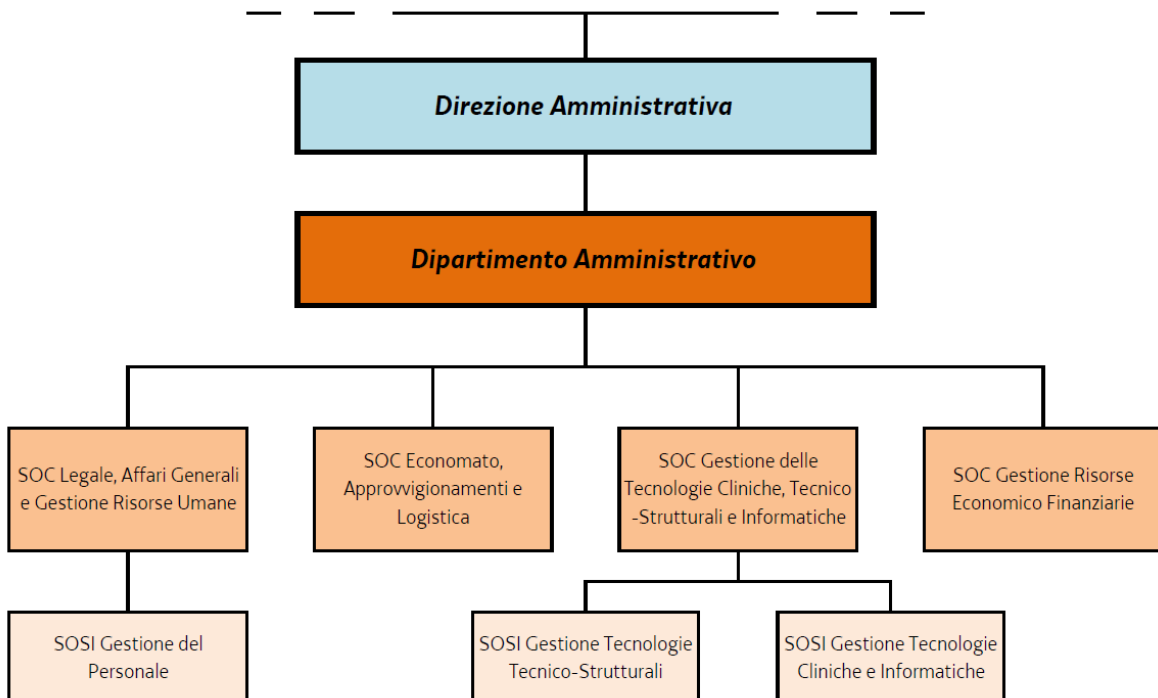 Direzione Amministrativa
Dipartimento Amministrativo
SOC Legale, Affari Generali
e Gestione Risorse Umane
SOC Economato,
Approvvigionamenti e
Logistica
SOC Gestione delle
Tecnologie Cliniche, Tecnico
-Strutturali e Informatiche
SOC Gestione Risorse
Economico Finanziarie
SOSI Gestione del
Personale
SOSI Gestione Tecnologie
Tecnico-Strutturali
SOSI Gestione Tecnologie
Cliniche e Informatiche